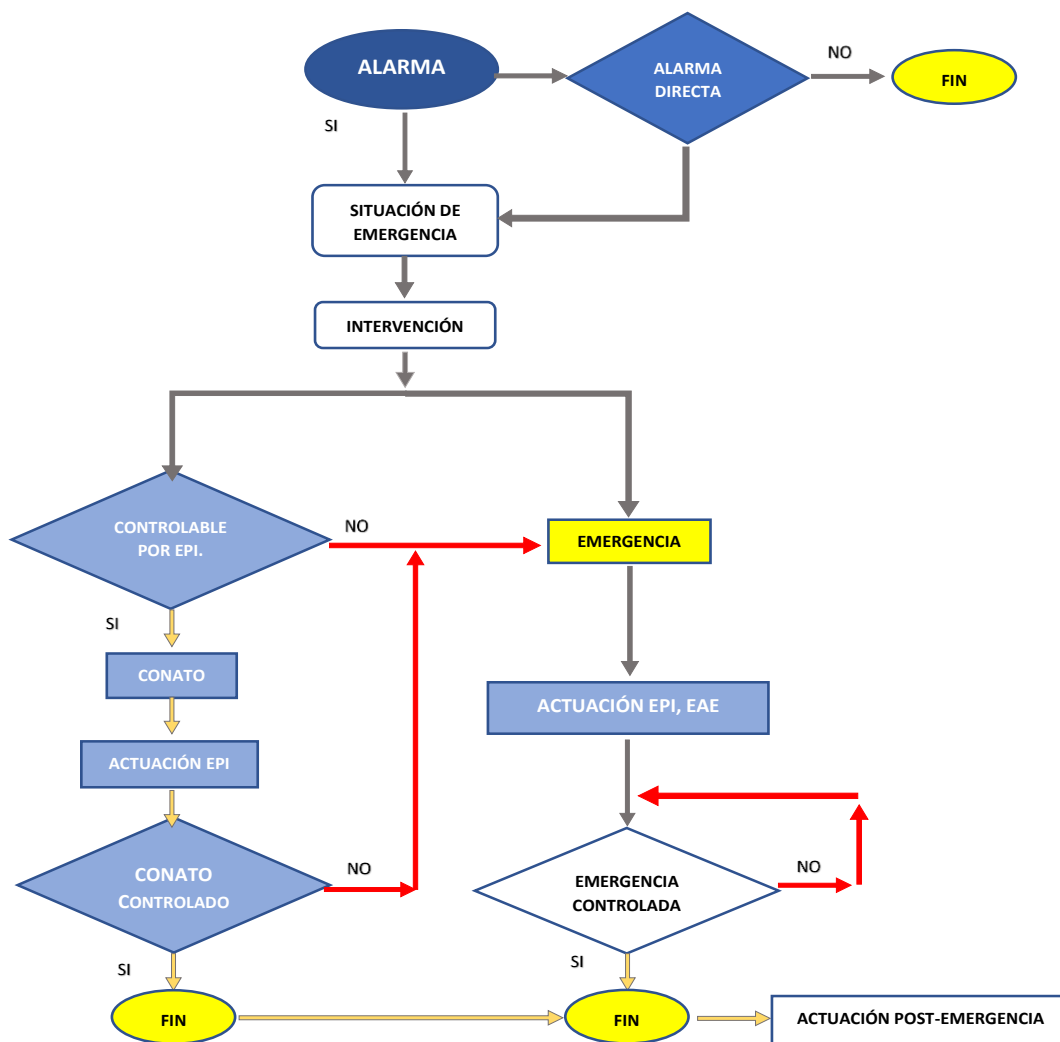 ALARMA
ALARMA
DIRECTA
NO
FIN
SI
SITUACIÓN DE
EMERGENCIA
INTERVENCIÓN
CONTROLABLE
POR EPI.
NO
EMERGENCIA
SI
CONATO
ACTUACIÓN EPI, EAE
ACTUACIÓN EPI
CONATO
CONTROLADO
NO
EMERGENCIA
CONTROLADA
NO
SI
SI
FIN
FIN
ACTUACIÓN POST-EMERGENCIA